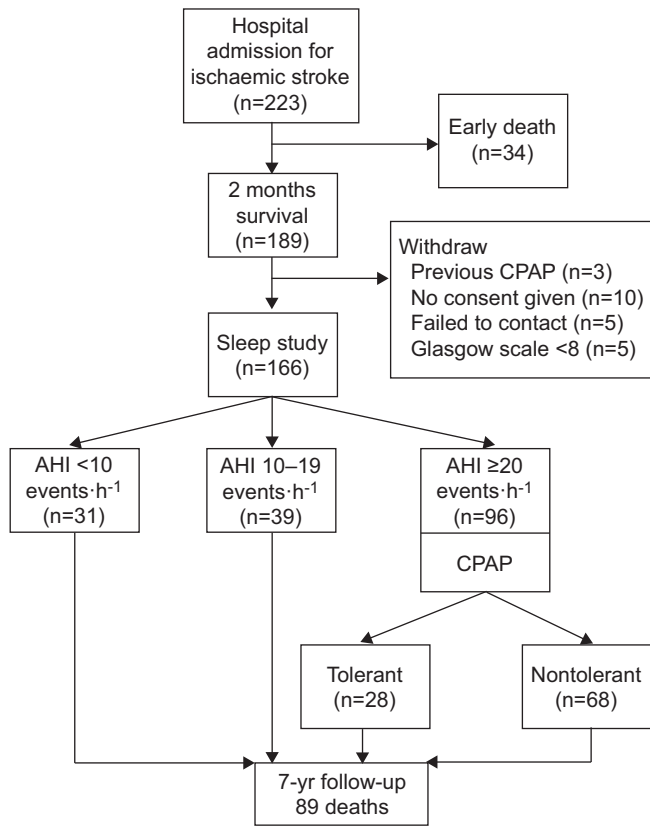 Hospital
admission for
ischaemic stroke
(n=223)
Early death
(n=34)
2 months
survival
(n=189)
Withdraw
Previous CPAP (n=3)
No consent given (n=10)
Failed to contact (n=5)
Glasgow scale <8 (n=5)
Sleep study
(n=166)
AHI <10
events·h-1
(n=31)
AHI 10–19
events·h-1
(n=39)
AHI ≥20
events·h-1
(n=96)
CPAP
Tolerant
(n=28)
Nontolerant
(n=68)
7-yr follow-up
89 deaths